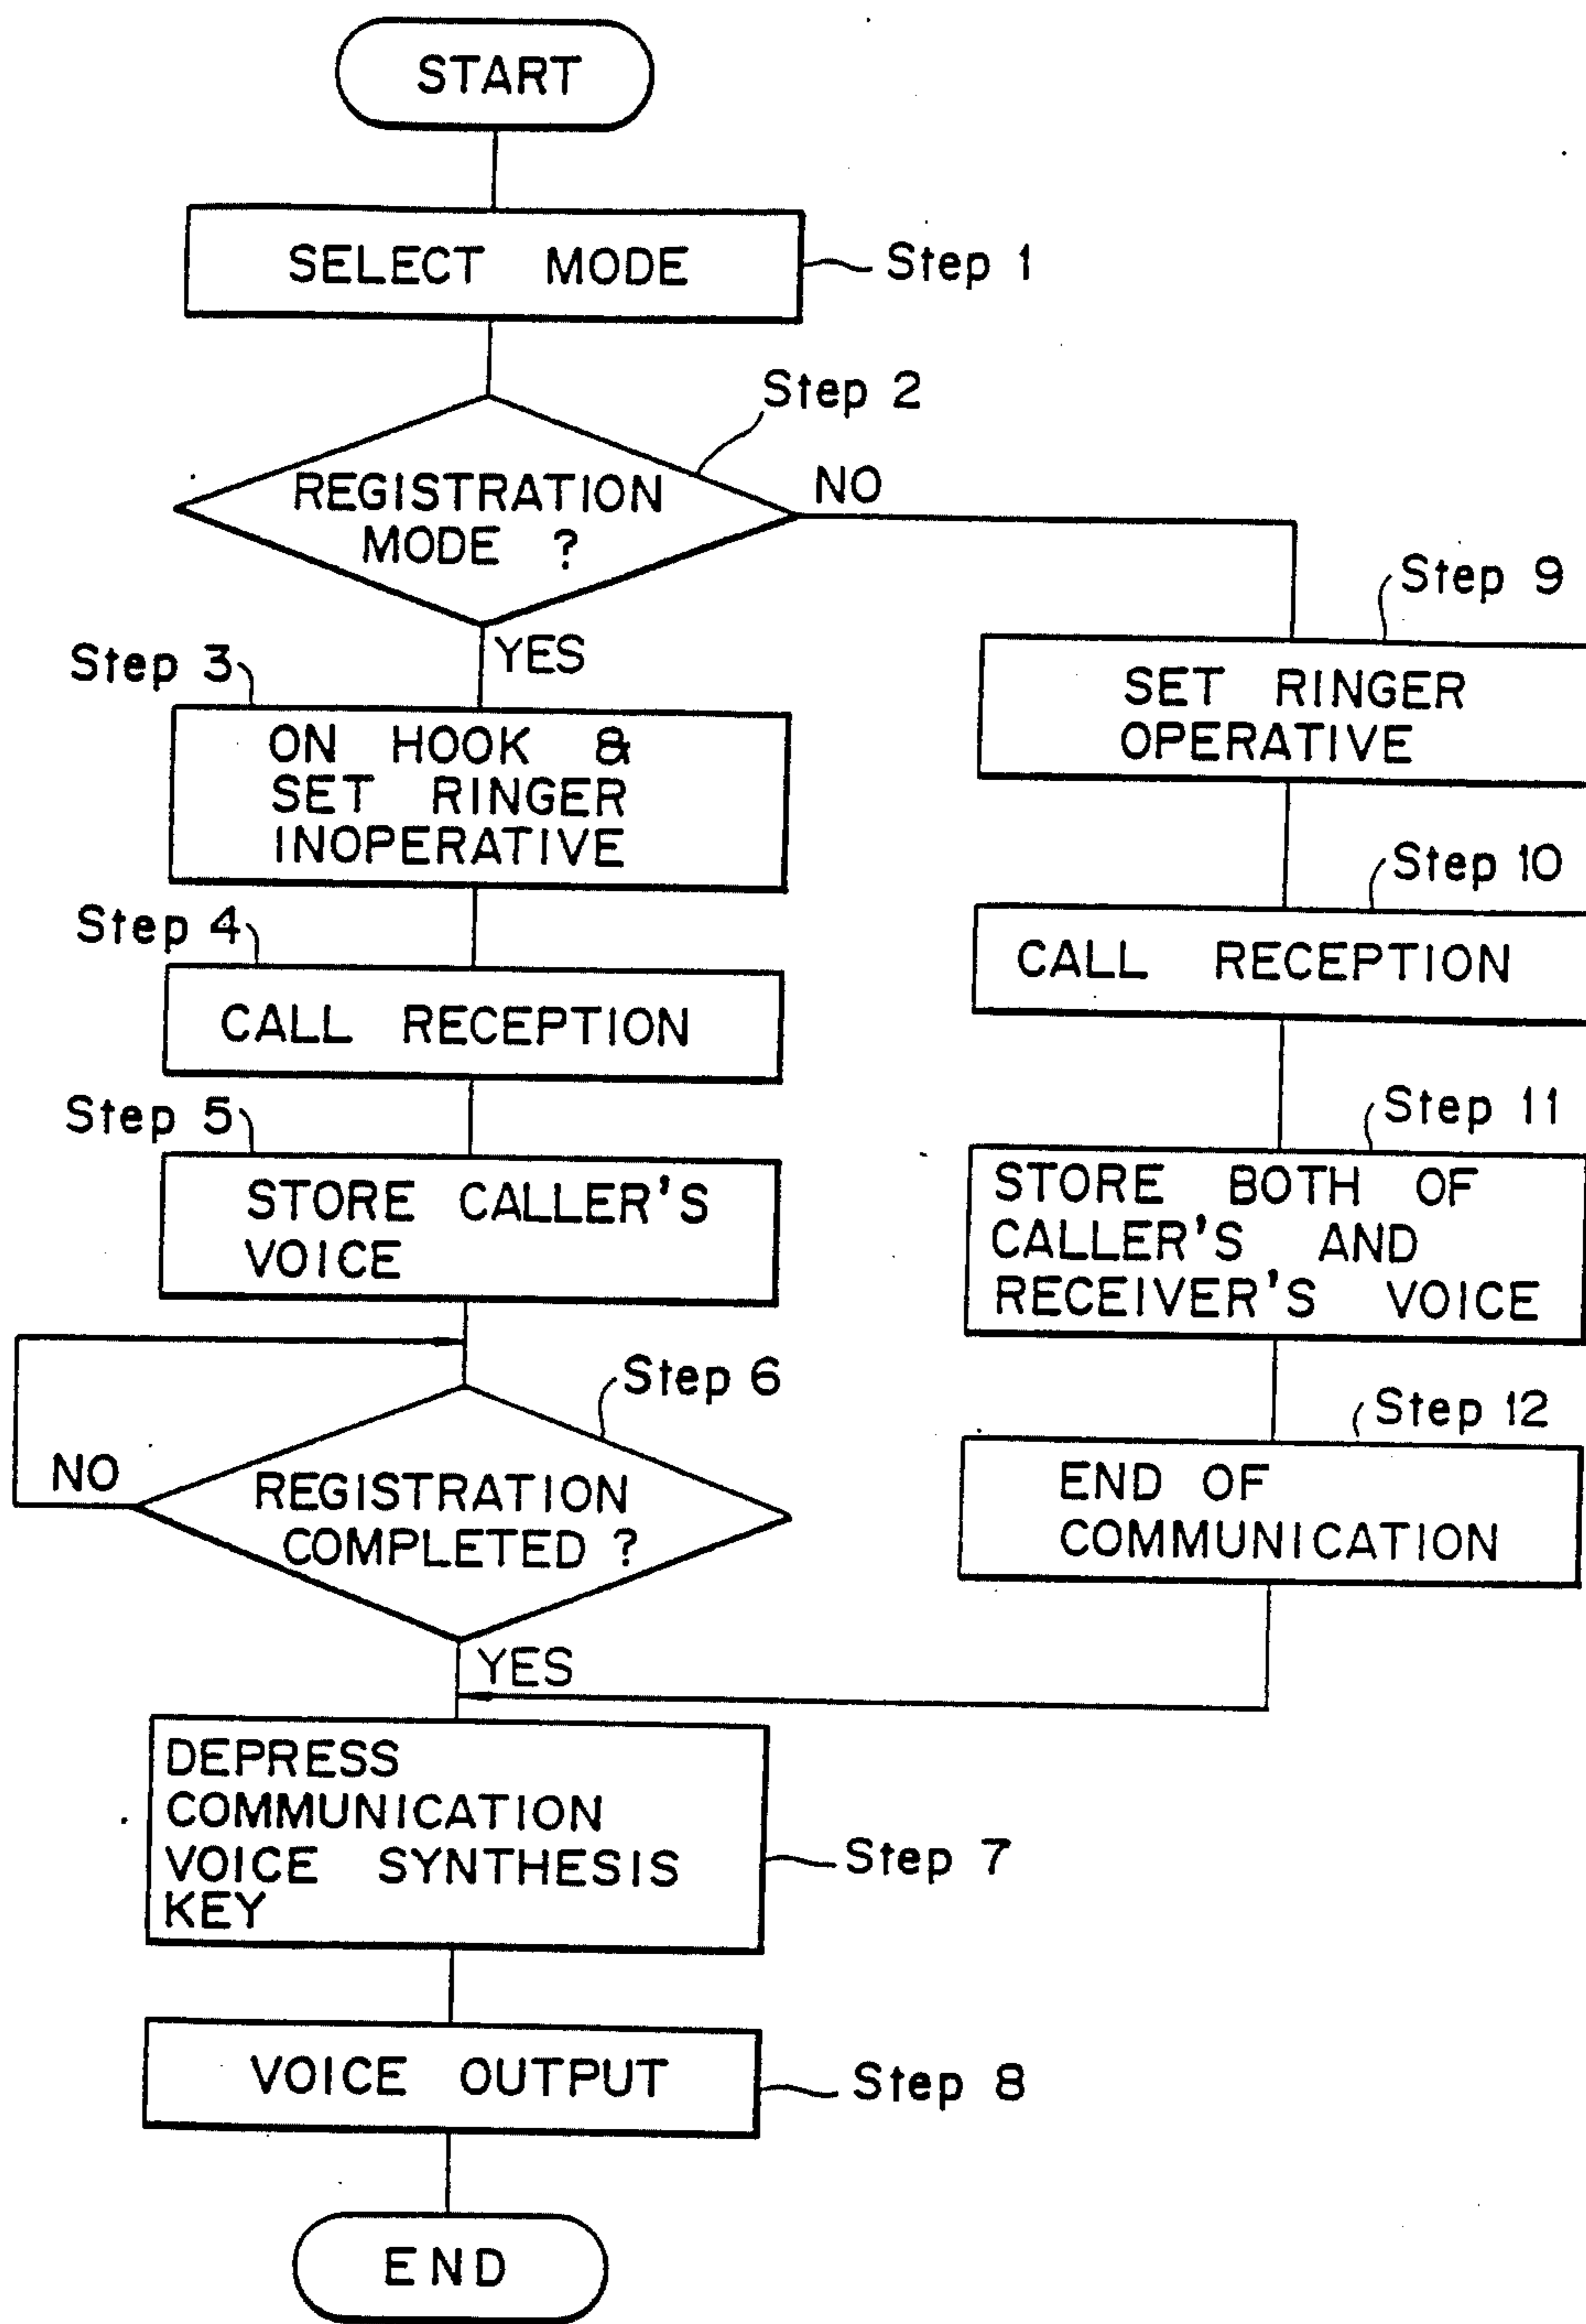 START
SELECT MODE
Step 1
Step 2
REGISTRATION
MODE ?
NO
YES
Step 3
ON HOOK &
SET RINGER
INOPERATIVE
Step 4
CALL RECEPTION
Step 5
STORE CALLER'S
VOICE
Step 6
NO
REGISTRATION
COMPLETED ?
YES
Step 9
SET RINGER
OPERATIVE
Step 10
CALL RECEPTION
Step 11
STORE BOTH OF
CALLER'S AND
RECEIVER'S VOICE
Step 12
END OF
COMMUNICATION
DEPRESS
COMMUNICATION
VOICE SYNTHESIS
KEY
Step 7
VOICE OUTPUT
Step 8
END